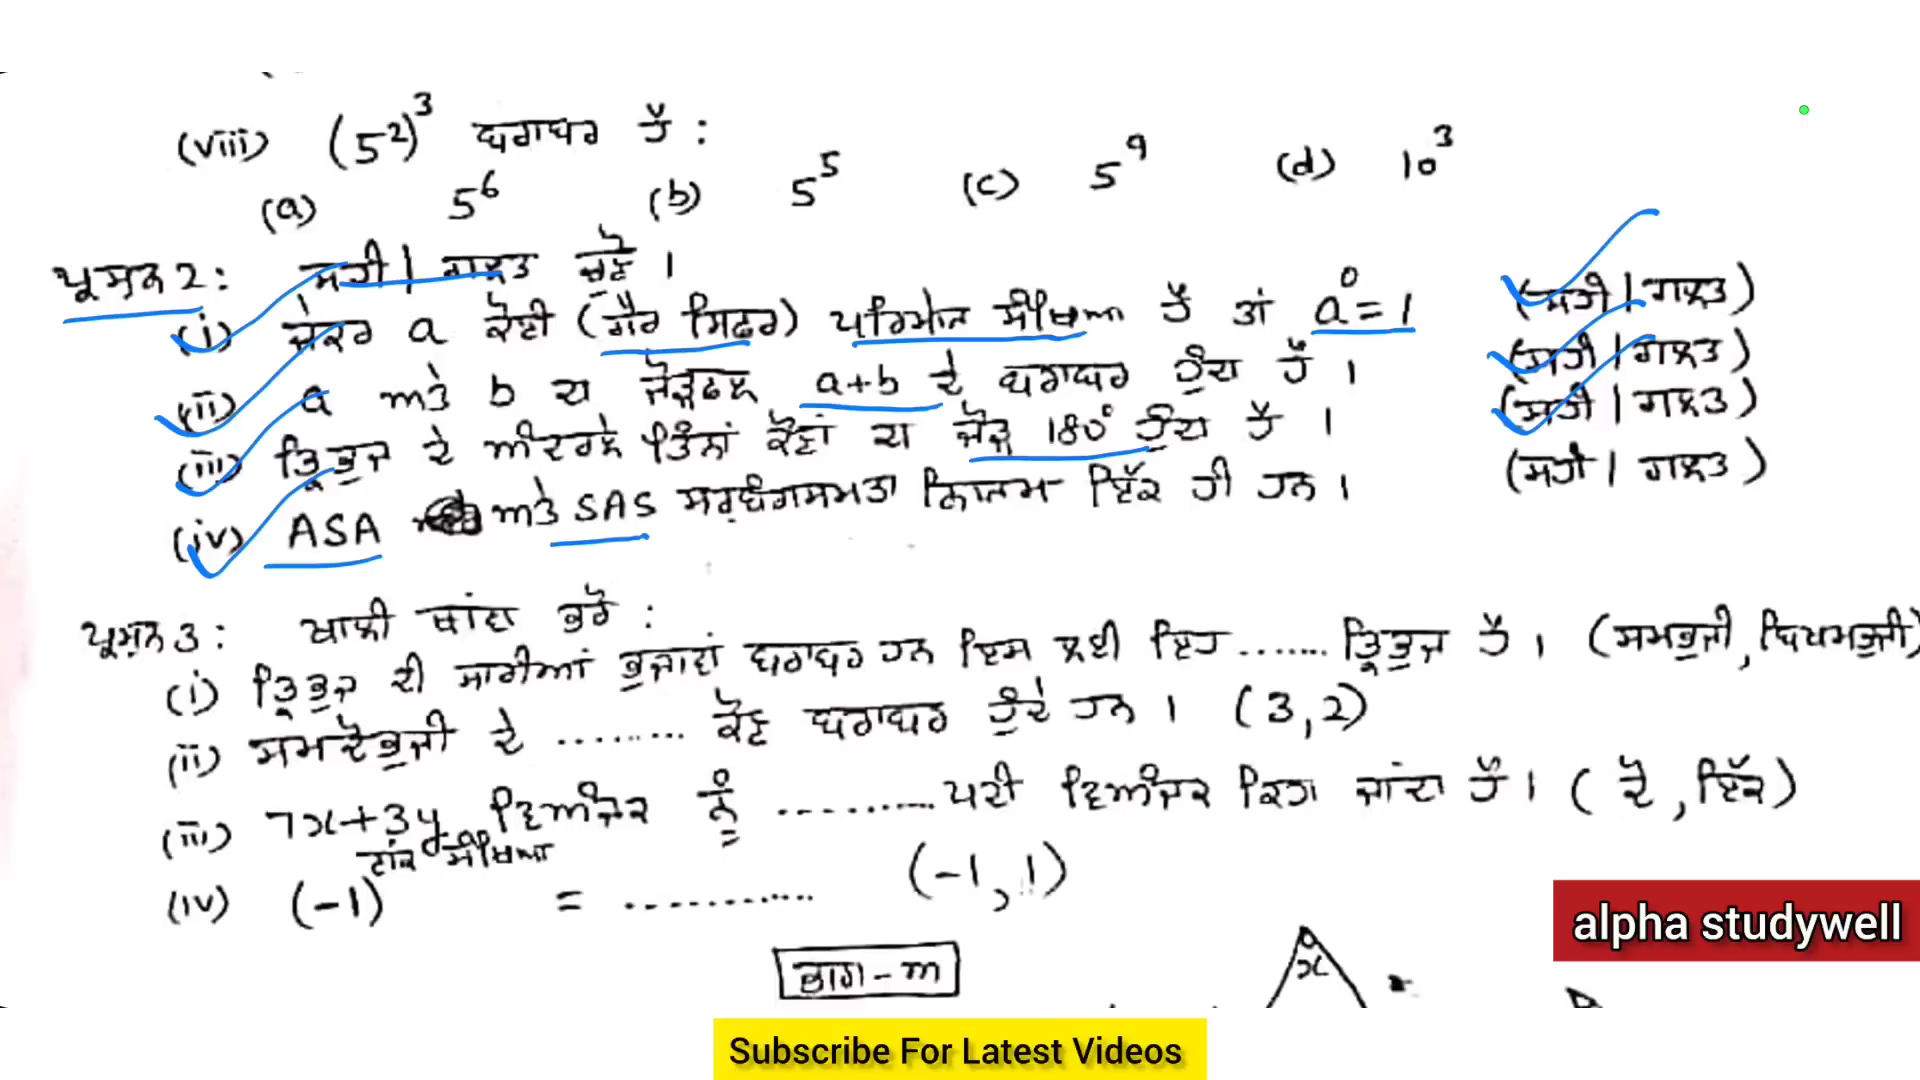 (viii) (5²)³ ਬਰਾਬਰ ਹੈ :
(a) 5⁶ (b) 5⁵ (c) 5⁹ (d) 10³
ਪ੍ਰਸ਼ਨ 2: ਸਹੀ | ਗਲਤ ਚੁਣੋ ।
(i) ਜੇਕਰ a ਕੋਈ (ਗੈਰ ਸਿਫਰ) ਪਰਿਮੇਜ ਸੰਖਿਆ ਹੈ ਤਾਂ a⁰ = 1 (ਸਹੀ | ਗਲਤ)
(ii) a ਅਤੇ b ਦਾ ਜੋੜਫਲ a+b ਦੇ ਬਰਾਬਰ ਹੁੰਦਾ ਹੈ । (ਸਹੀ | ਗਲਤ)
(iii) ਤ੍ਰਿਭੁਜ ਦੇ ਅੰਦਰਲੇ ਤਿੰਨਾਂ ਕੋਣਾਂ ਦਾ ਜੋੜ 180° ਹੁੰਦਾ ਹੈ । (ਸਹੀ | ਗਲਤ)
(iv) ASA ਅਤੇ SAS ਸਰਬੰਗਸਮਤਾ ਨਿਯਮ ਇੱਕ ਹੀ ਹਨ । (ਸਹੀ | ਗਲਤ)
ਪ੍ਰਸ਼ਨ 3: ਖਾਲੀ ਥਾਂਵਾ ਭਰੋ :
(i) ਤ੍ਰਿਭੁਜ ਦੀ ਸਾਰੀਆਂ ਭੁਜਾਵਾਂ ਬਰਾਬਰ ਹਨ ਇਸ ਲਈ ਇਹ ........ ਤ੍ਰਿਭੁਜ ਹੈ । (ਸਮਭੁਜੀ, ਬਿਖਮਭੁਜੀ)
(ii) ਸਮਦੋਭੁਜੀ ਦੇ ......... ਕੋਣ ਬਰਾਬਰ ਹੁੰਦੇ ਹਨ । (3, 2)
(iii) 7x+3y ਵਿਅੰਜਕ ਨੂੰ ........... ਪਦੀ ਵਿਅੰਜਕ ਕਿਹਾ ਜਾਂਦਾ ਹੈ । ( ਦੋ , ਇੱਕ)
(iv) (-1)ਟਾਂਕ ਸੰਖਿਆ = ............. (-1, 1)
ਭਾਗ - ਅ
x
alpha studywell
Subscribe For Latest Videos